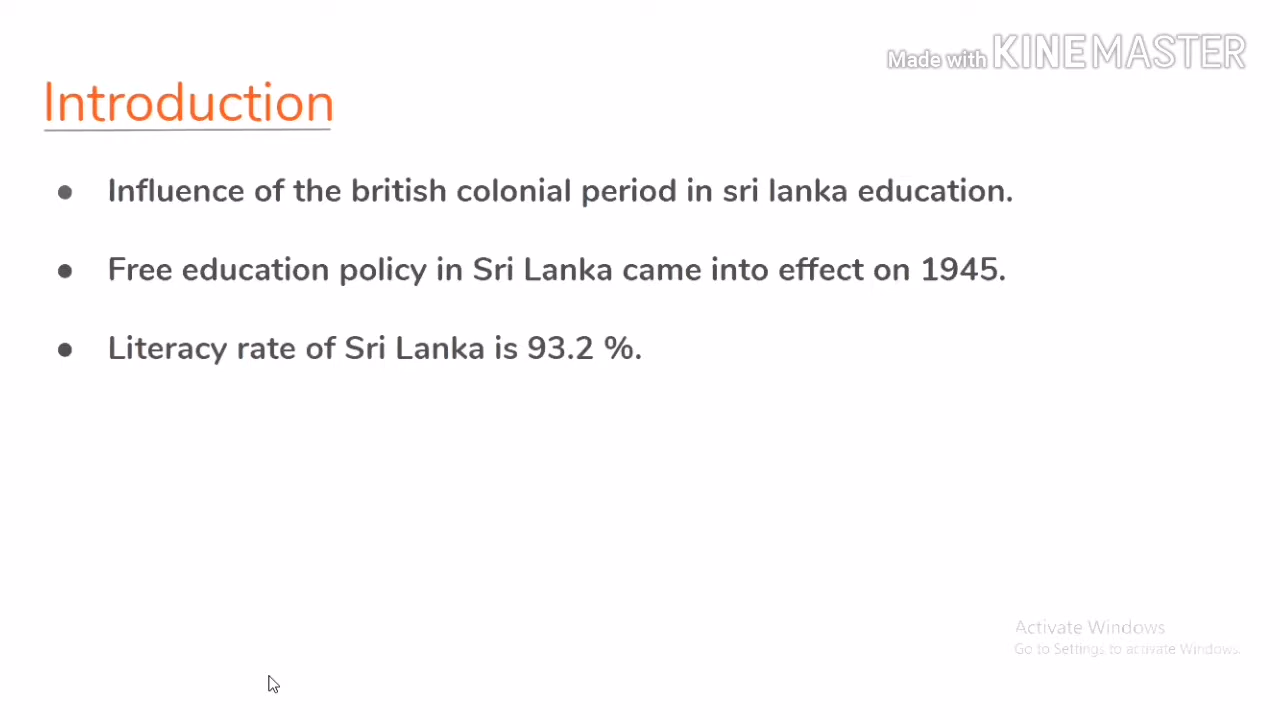 Made with KINEMASTER
Introduction
● Influence of the british colonial period in sri lanka education.
● Free education policy in Sri Lanka came into effect on 1945.
● Literacy rate of Sri Lanka is 93.2 %.
Activate Windows
Go to Settings to activate Windows.